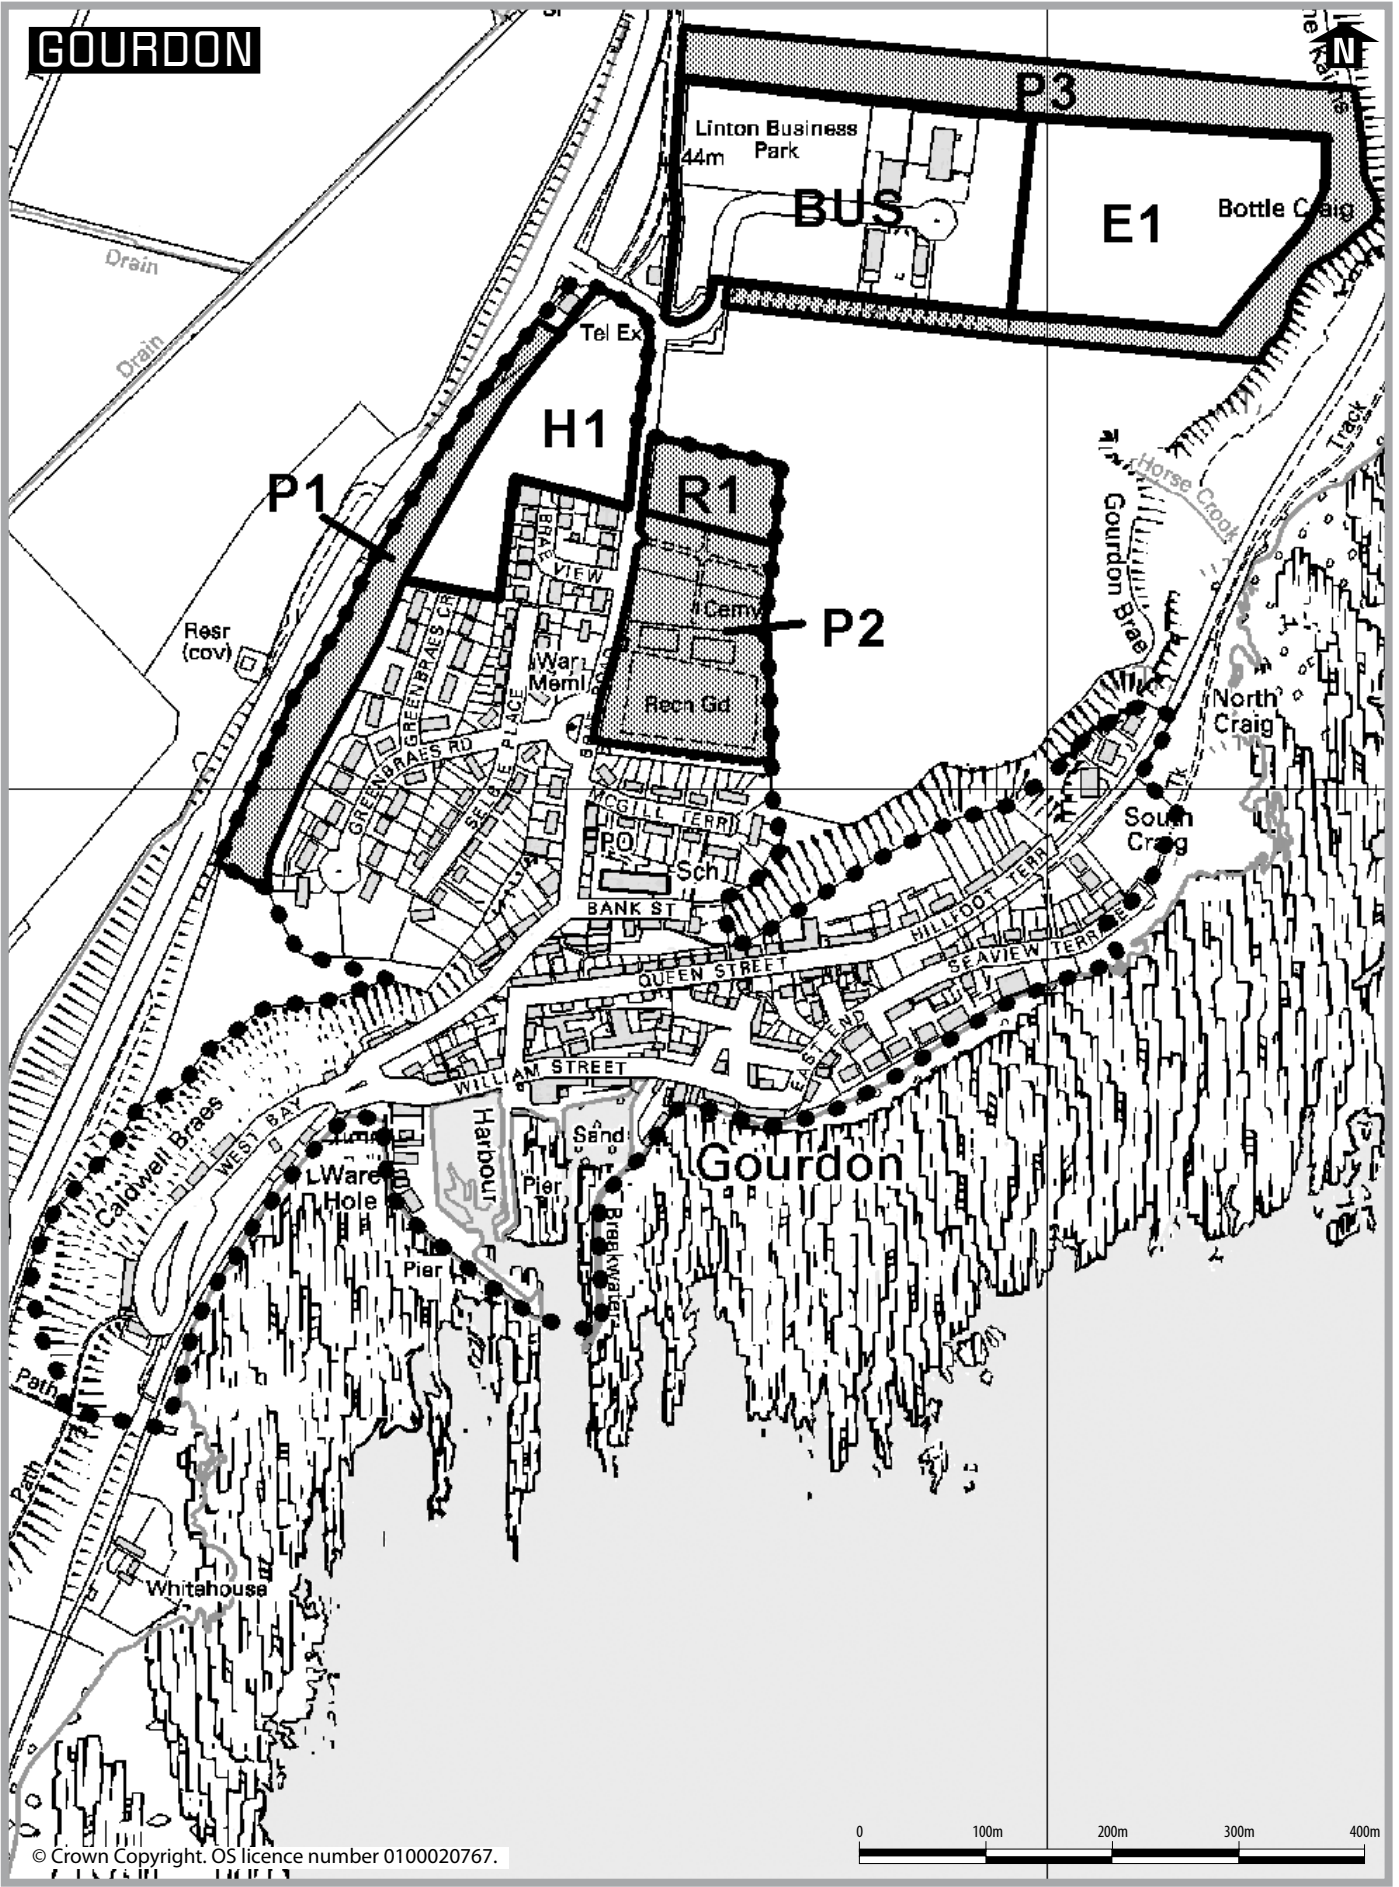 GOURDON
N
P3
Linton Business
Park
44m
BUS
E1
Bottle Craig
Drain
Drain
Tel Ex
H1
P1
R1
Track
Horse Crook
Gourdon Brae
BRAE
VIEW
Cemy
P2
Resr
(cov)
War
Meml
GREENBRAES CR
Recn Gd
North
Craig
GREENBRAES RD
PLACE
MCGILL TERR
Tk
South
Craig
PO
Sch
BANK ST
HILLFOOT TERR
SEAVIEW TERR
QUEEN STREET
EAST END
WILLIAM STREET
WEST BAY
Caldwell Braes
Harbour
Sand
Gourdon
Ware
Hole
Pier
Breakwater
Pier
Path
Path
Whitehouse
0 100m 200m 300m 400m
© Crown Copyright. OS licence number 0100020767.